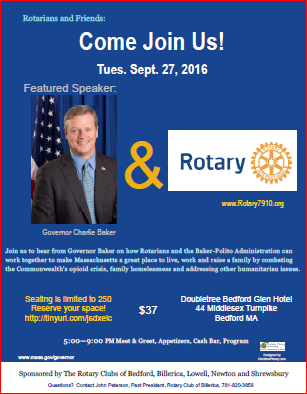 Rotarians and Friends:
Come Join Us!
Tues. Sept. 27, 2016
Featured Speaker:
&
Rotary
www.Rotary7910.org
Governor Charlie Baker
Join us to hear from Governor Baker on how Rotarians and the Baker-Polito Administration can
work together to make Massachusetts a great place to live, work and raise a family by combating
the Commonwealth's opioid crisis, family homelessness and addressing other humanitarian issues.
Seating is limited to 250
Reserve your space!
http://tinyurl.com/jsdxelc
$37
Doubletree Bedford Glen Hotel
44 Middlesex Turnpike
Bedford MA
5:00—9:00 PM Meet & Greet, Appetizers, Cash Bar, Program
www.mass.gov/governor
Designed by
Sponsored by The Rotary Clubs of Bedford, Billerica, Lowell, Newton and Shrewsbury
Questions? Contact John Peterson, Past President, Rotary Club of Billerica, 781-820-3858